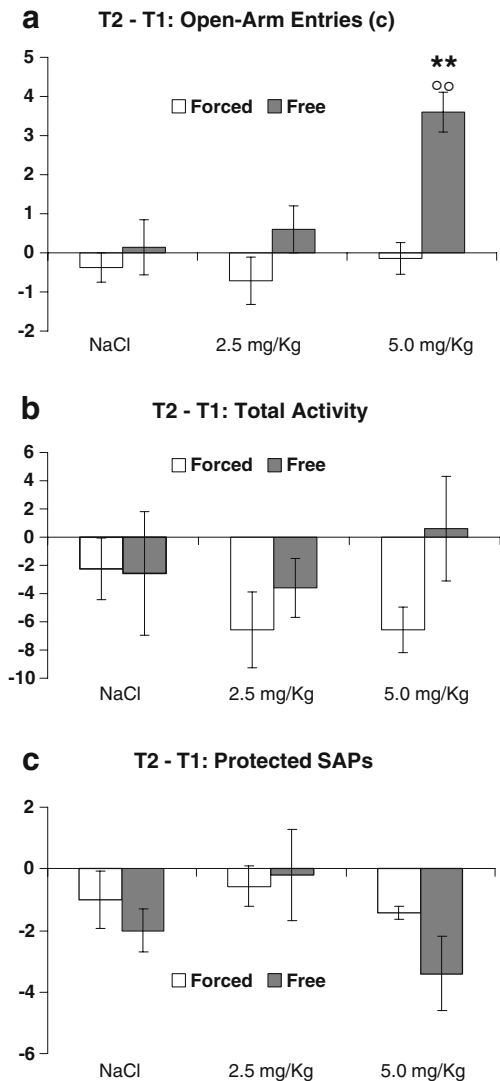 a
T2 - T1: Open-Arm Entries (c)
5
4
3
2
1
0
-1
-2
**
°°
Forced Free
NaCl 2.5 mg/Kg 5.0 mg/Kg
b
T2 - T1: Total Activity
6
4
2
0
-2
-4
-6
-8
-10
Forced Free
NaCl 2.5 mg/Kg 5.0 mg/Kg
c
T2 - T1: Protected SAPs
2
0
-2
-4
-6
Forced Free
NaCl 2.5 mg/Kg 5.0 mg/Kg